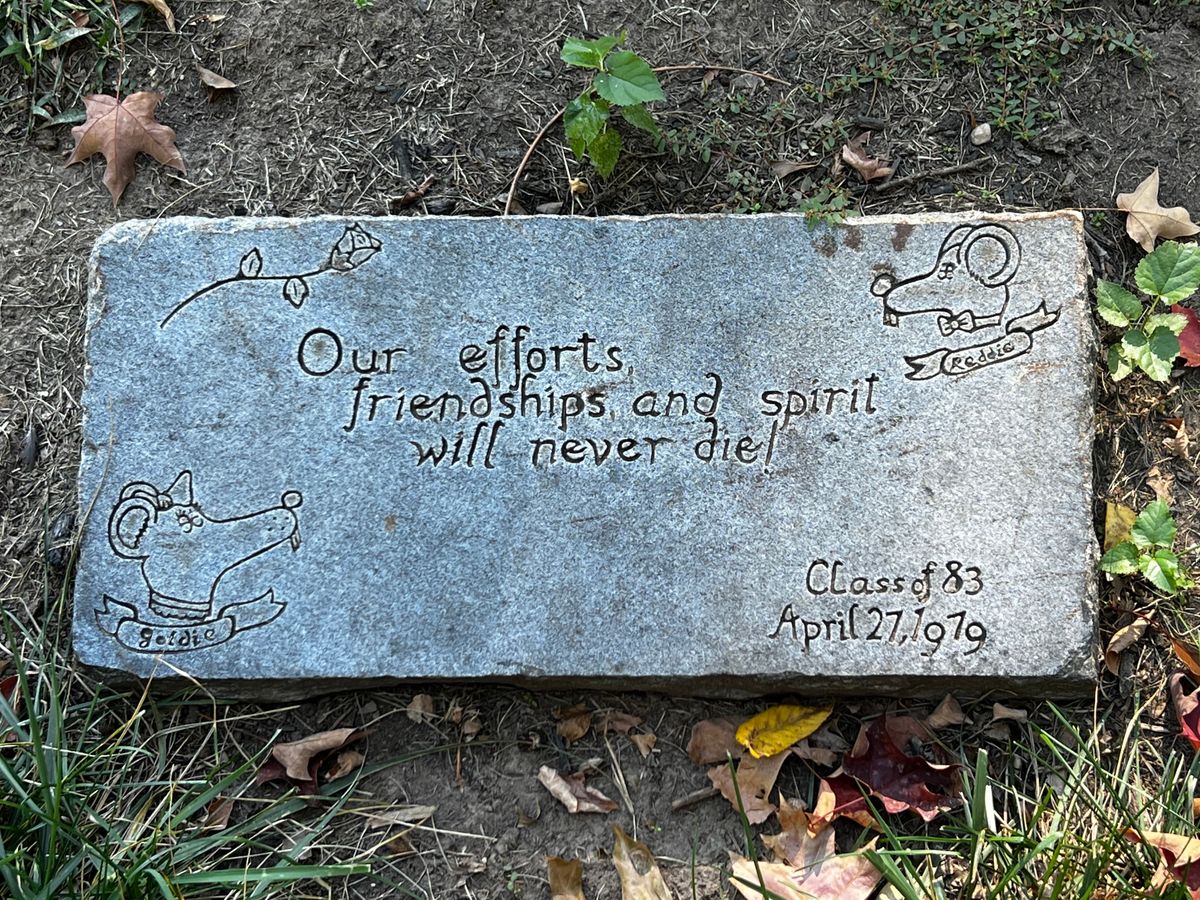 Our efforts,
friendships, and spirit
will never die!
Reddie
Goldie
Class of 83
April 27, 1979